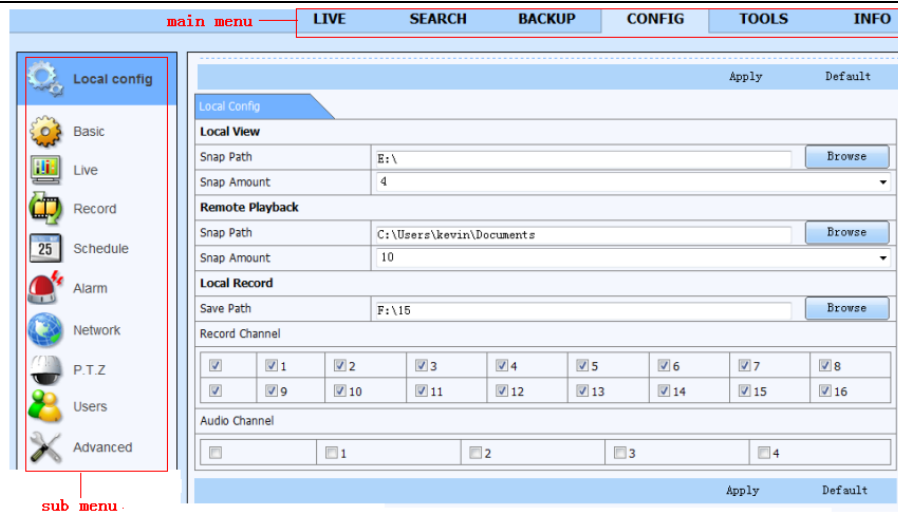 main menu
LIVE SEARCH BACKUP CONFIG TOOLS INFO
Local config
Basic
Live
Record
25
Schedule
Alarm
Network
P.T.Z
Users
Advanced
sub menu
Apply Default
Local Config
Local View
Snap Path E:\ Browse
Snap Amount 4
Remote Playback
Snap Path C:\Users\kevin\Documents Browse
Snap Amount 10
Local Record
Save Path F:\15 Browse
Record Channel
1 2 3 4 5 6 7 8
9 10 11 12 13 14 15 16
Audio Channel
1 2 3 4
Apply Default